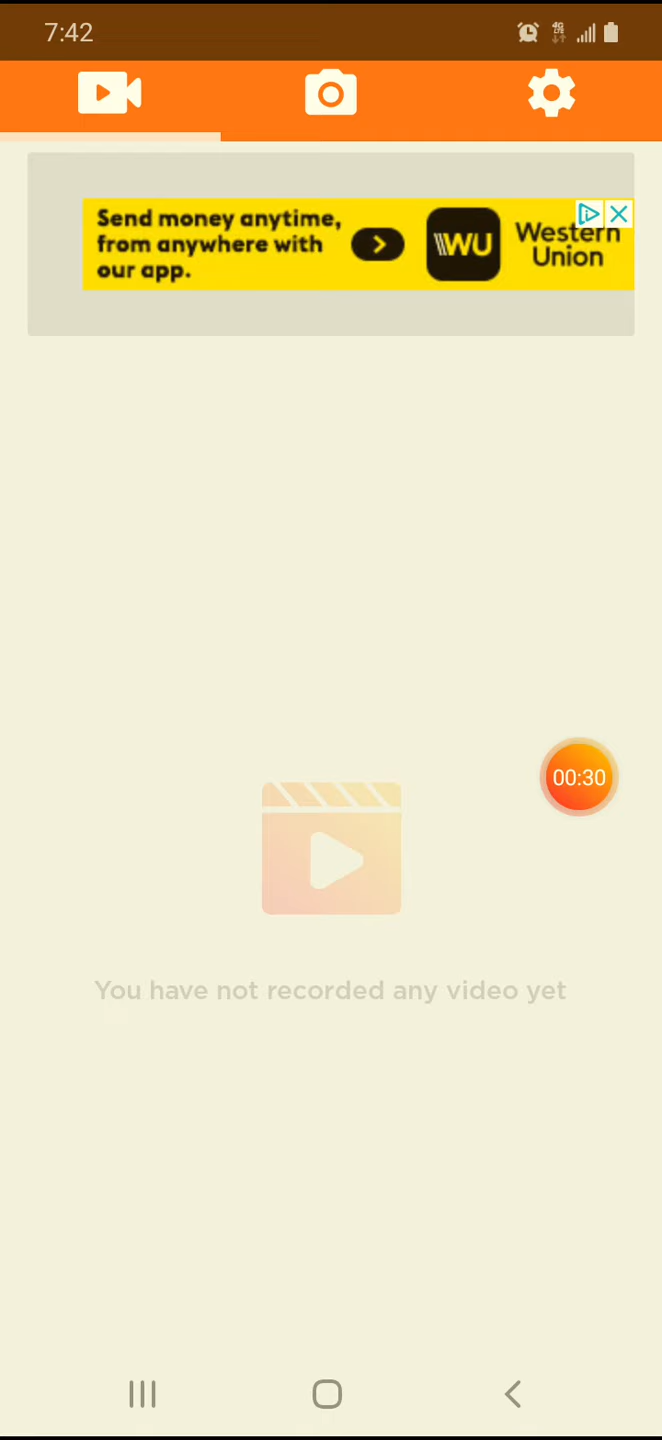 7:42
Send money anytime,
from anywhere with
our app.
WU
Western
Union
00:30
You have not recorded any video yet